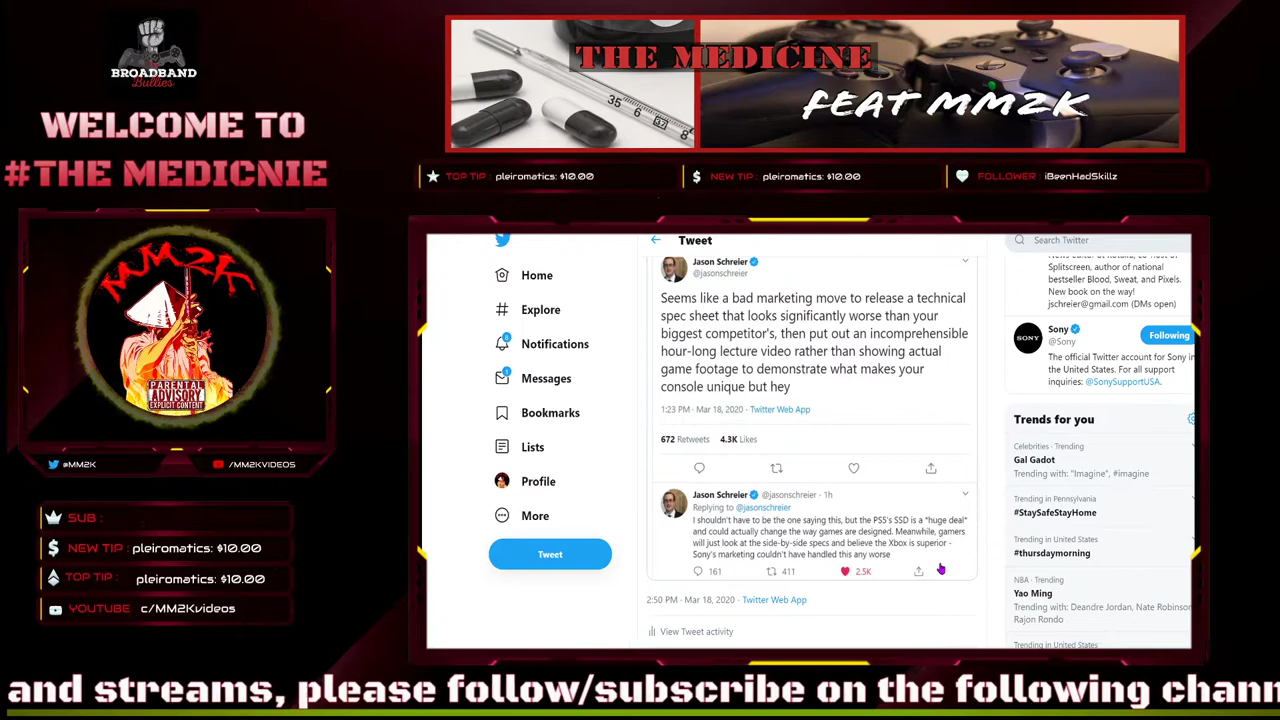 BROADBAND
Bullies
WELCOME TO
#THE MEDICNIE
THE MEDICINE
FEAT MM2K
35 6 37 8
TOP TIP : pleiromatics: $10.00
NEW TIP : pleiromatics: $10.00
FOLLOWER : iBeenHadSkillz
MM2K
PARENTAL
ADVISORY
EXPLICIT CONTENT
@MM2K
/MM2KVIDEOS
SUB :
NEW TIP : pleiromatics: $10.00
TOP TIP : pleiromatics: $10.00
YOUTUBE c/MM2Kvideos
Home
Explore
6
Notifications
1
Messages
Bookmarks
Lists
Profile
More
Tweet
Tweet
Jason Schreier
@jasonschreier
Seems like a bad marketing move to release a technical
spec sheet that looks significantly worse than your
biggest competitor's, then put out an incomprehensible
hour-long lecture video rather than showing actual
game footage to demonstrate what makes your
console unique but hey
1:23 PM · Mar 18, 2020 · Twitter Web App
672 Retweets 4.3K Likes
Jason Schreier @jasonschreier · 1h
Replying to @jasonschreier
I shouldn't have to be the one saying this, but the PS5's SSD is a *huge deal*
and could actually change the way games are designed. Meanwhile, gamers
will just look at the side-by-side specs and believe the Xbox is superior -
Sony's marketing couldn't have handled this any worse
161 411 2.5K
2:50 PM · Mar 18, 2020 · Twitter Web App
View Tweet activity
Search Twitter
Splitscreen, author of national
bestseller Blood, Sweat, and Pixels.
New book on the way!
jschreier@gmail.com (DMs open)
SONY
Sony
@Sony
Following
The official Twitter account for Sony in
the United States. For all support
inquiries: @SonySupportUSA.
Trends for you
Celebrities · Trending
Gal Gadot
Trending with: "Imagine", #imagine
Trending in Pennsylvania
#StaySafeStayHome
Trending in United States
#thursdaymorning
NBA · Trending
Yao Ming
Trending with: Deandre Jordan, Nate Robinson
Rajon Rondo
Trending in United States
and streams, please follow/subscribe on the following chann